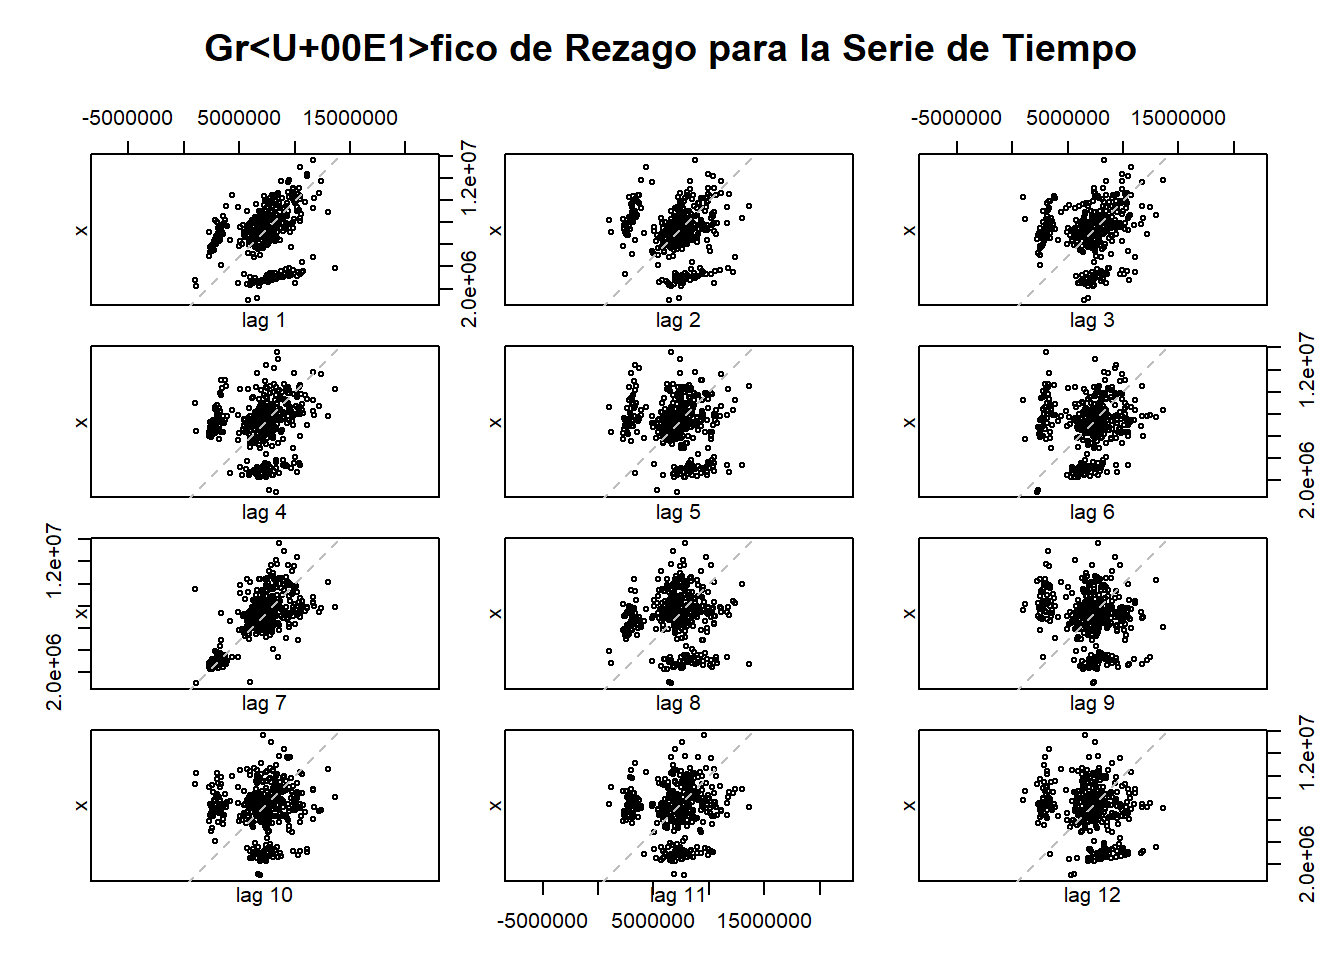 Gr<U+00E1>fico de Rezago para la Serie de Tiempo
-5000000 5000000 15000000 -5000000 5000000 15000000
x 2.0e+06 1.2e+07 x x
lag 1 lag 2 lag 3
x x x 2.0e+06 1.2e+07
lag 4 lag 5 lag 6
2.0e+06 1.2e+07 x x x
lag 7 lag 8 lag 9
x x x 2.0e+06 1.2e+07
lag 10 lag 11 lag 12
-5000000 5000000 15000000